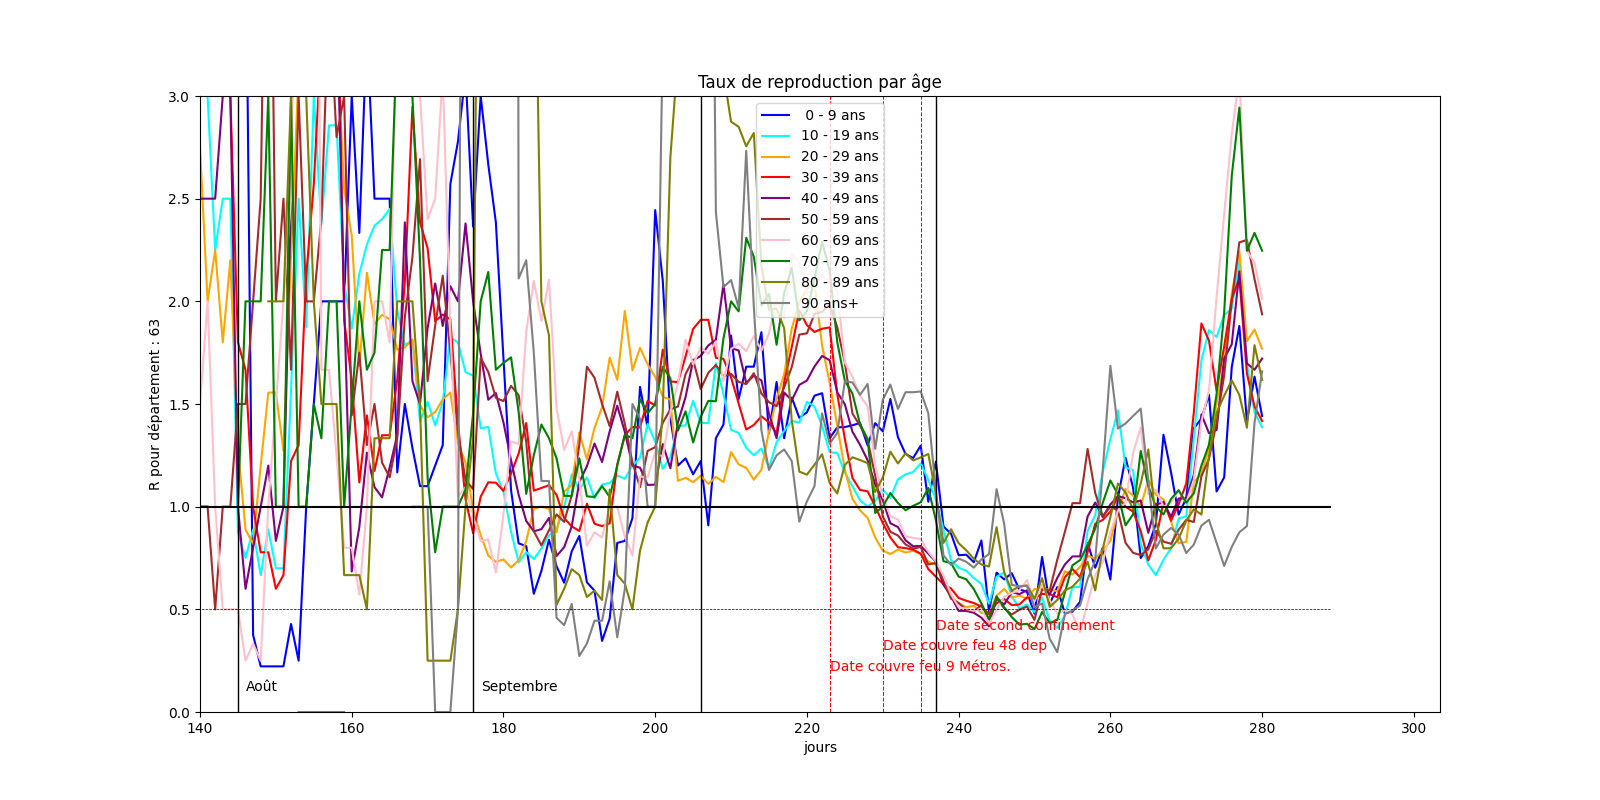 Taux de reproduction par âge
R pour département : 63
3.0
2.5
2.0
1.5
1.0
0.5
0.0
0 - 9 ans
10 - 19 ans
20 - 29 ans
30 - 39 ans
40 - 49 ans
50 - 59 ans
60 - 69 ans
70 - 79 ans
80 - 89 ans
90 ans+
Date second confinement
Date couvre feu 48 dep
Date couvre feu 9 Métros.
Août
Septembre
140
160
180
200
220
240
260
280
300
jours